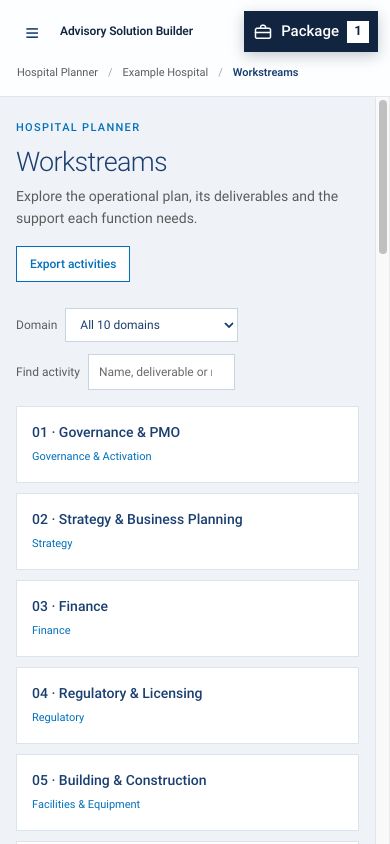 Advisory Solution Builder
Package 1
Hospital Planner / Example Hospital / Workstreams
HOSPITAL PLANNER
Workstreams
Explore the operational plan, its deliverables and the
support each function needs.
Export activities
Domain All 10 domains
Find activity Name, deliverable or
01 · Governance & PMO
Governance & Activation
02 · Strategy & Business Planning
Strategy
03 · Finance
Finance
04 · Regulatory & Licensing
Regulatory
05 · Building & Construction
Facilities & Equipment